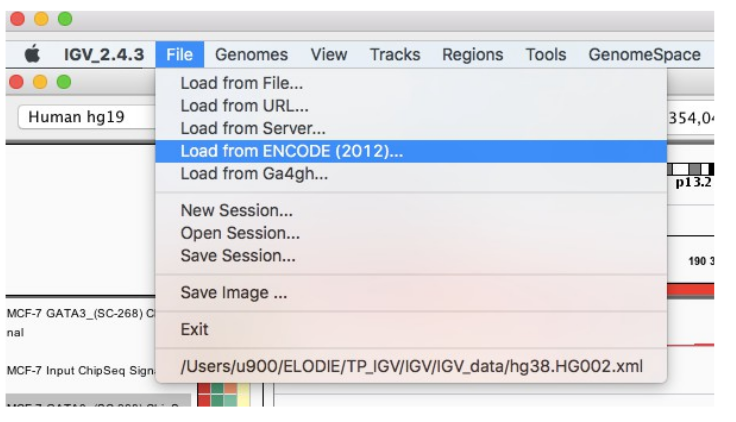 IGV_2.4.3 File Genomes View Tracks Regions Tools GenomeSpace
Load from File...
Human hg19
Load from URL...
354,04
Load from Server...
Load from ENCODE (2012)...
Load from Ga4gh...
p13.2
New Session...
Open Session...
Save Session...
190 3
Save Image ...
MCF-7 GATA3_(SC-268) C
nal
Exit
MCF-7 Input ChipSeq Sign
/Users/u900/ELODIE/TP_IGV/IGV/IGV_data/hg38.HG002.xml